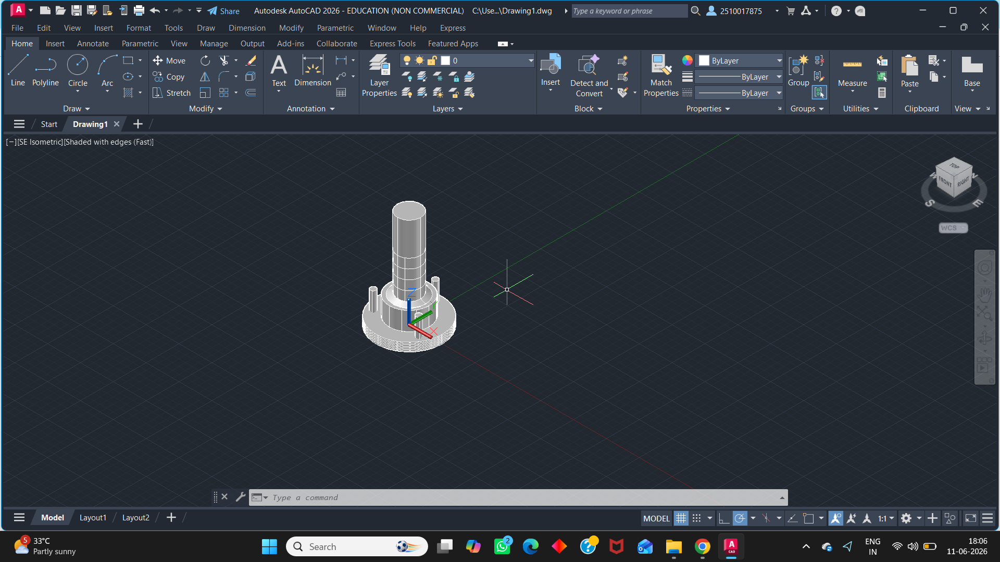 Share Autodesk AutoCAD 2026 - EDUCATION (NON COMMERCIAL) C:\Use...\Drawing1.dwg Type a keyword or phrase 2510017875
File Edit View Insert Format Tools Draw Dimension Modify Parametric Window Help Express
Home Insert Annotate Parametric View Manage Output Add-ins Collaborate Express Tools Featured Apps
Line Polyline Circle Arc
Move
Copy
Stretch
Text Dimension
Layer Properties
0
Insert
Detect and Convert
Match Properties
ByLayer
ByLayer
ByLayer
Group
Measure
Paste
Base
Draw Modify Annotation Layers Block Properties Groups Utilities Clipboard View
Start Drawing1
[−][SE Isometric][Shaded with edges (Fast)]
TOP
FRONT RIGHT
W N
S E
WCS
Z
X
Type a command
Model Layout1 Layout2
MODEL 1:1
5
33°C
Partly sunny
Search
2
A
CAD
ENG
IN
18:06
11-06-2026